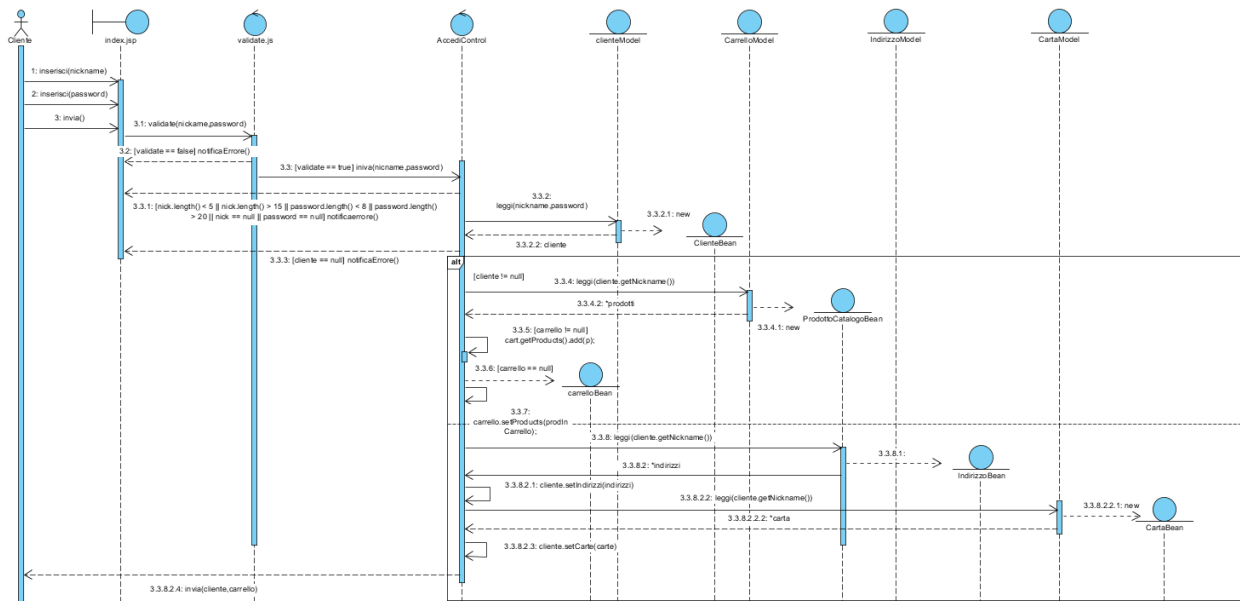 Cliente
index.jsp
validate.js
AccediControl
clienteModel
CarrelloModel
IndirizzoModel
CartaModel
1: inserisci(nickname)
2: inserisci(password)
3: invia()
3.1: validate(nickame,password)
3.2: [validate == false] notificaErrore()
3.3: [validate == true] iniva(nicname,password)
3.3.1: [nick.length() < 5 || nick.length() > 15 || password.length() < 8 || password.length()
> 20 || nick == null || password == null] notificaerrore()
3.3.2:
leggi(nickname,password)
3.3.2.1: new
ClienteBean
3.3.2.2: cliente
3.3.3: [cliente == null] notificaErrore()
alt
[cliente != null]
3.3.4: leggi(cliente.getNickname())
3.3.4.2: *prodotti
ProdottoCatalogoBean
3.3.4.1: new
3.3.5: [carrello != null]
cart.getProducts().add(p);
3.3.6: [carrello == null]
carrelloBean
3.3.7:
carrello.setProducts(prodIn
Carrello);
3.3.8: leggi(cliente.getNickname())
3.3.8.1:
IndirizzoBean
3.3.8.2: *indirizzi
3.3.8.2.1: cliente.setIndirizzi(indirizzi)
3.3.8.2.2: leggi(cliente.getNickname())
3.3.8.2.2.1: new
CartaBean
3.3.8.2.2.2: *carta
3.3.8.2.3: cliente.setCarte(carte)
3.3.8.2.4: invia(cliente,carrello)